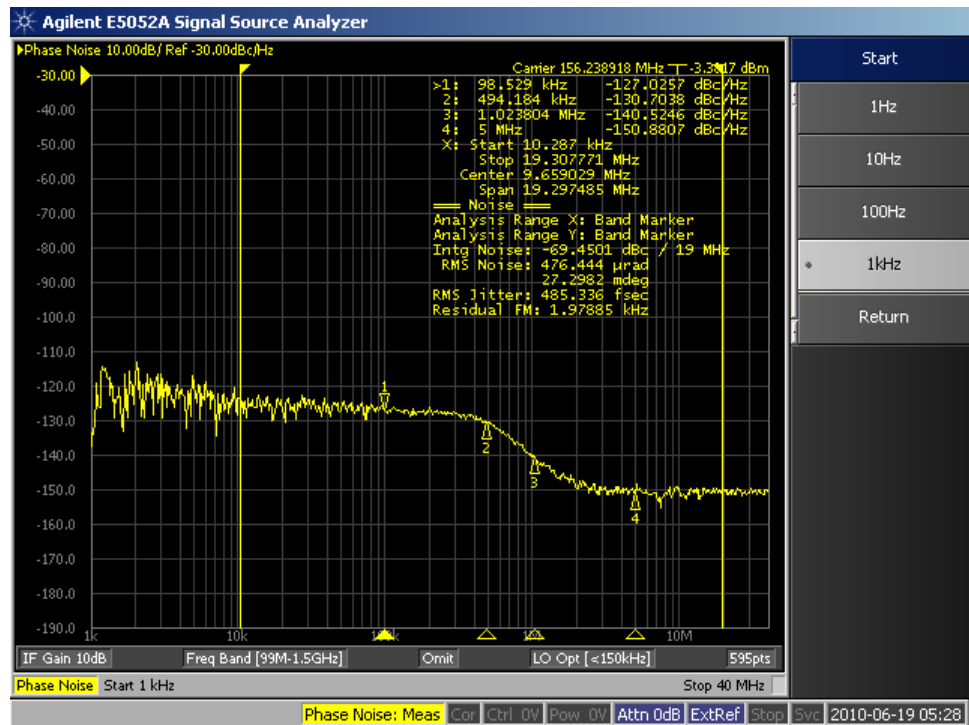 Agilent E5052A Signal Source Analyzer
Phase Noise 10.00dB/ Ref -30.00dBc/Hz
Carrier 156.238918 MHz
>1: 98.529 kHz -127.0257 dBc/Hz
2: 494.184 kHz -130.7038 dBc/Hz
3: 1.023804 MHz -140.5246 dBc/Hz
4: 5 MHz -150.8807 dBc/Hz
X: Start 10.287 kHz
Stop 19.307771 MHz
Center 9.659029 MHz
Span 19.297485 MHz
=== Noise ===
Analysis Range X: Band Marker
Analysis Range Y: Band Marker
Intg Noise: -69.4501 dBc / 19 MHz
RMS Noise: 476.444 µrad
27.2982 mdeg
RMS Jitter: 485.336 fsec
Residual FM: 1.97885 kHz
-30.00
-40.00
-50.00
-60.00
-70.00
-80.00
-90.00
-100.0
-110.0
-120.0
-130.0
-140.0
-150.0
-160.0
-170.0
-180.0
-190.0
1
2
3
4
1k
10k
10M
IF Gain 10dB
Freq Band [99M-1.5GHz]
Omit
LO Opt [<150kHz]
595pts
Phase Noise Start 1 kHz
Stop 40 MHz
Start
1Hz
10Hz
100Hz
1kHz
Return
Phase Noise: Meas Cor Ctrl 0V Pow 0V Attn 0dB ExtRef Stop Svc 2010-06-19 05:28